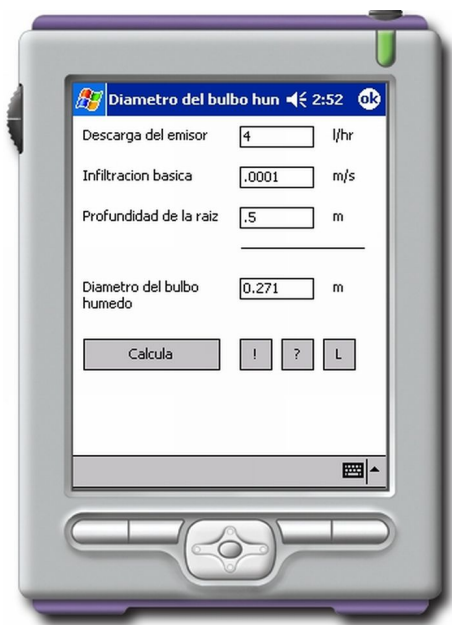 Diametro del bulbo hun 2:52 ok
Descarga del emisor 4 l/hr
Infiltracion basica .0001 m/s
Profundidad de la raiz .5 m
Diametro del bulbo 0.271 m
humedo
Calcula ! ? L